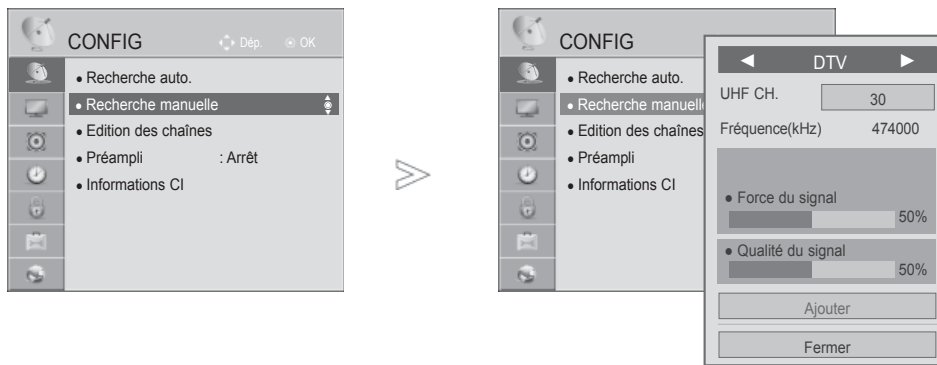 CONFIG
Dép. OK
• Recherche auto.
• Recherche manuelle
• Edition des chaînes
• Préampli : Arrêt
• Informations CI
CONFIG
• Recherche auto.
• Recherche manuelle
• Edition des chaînes
• Préampli
• Informations CI
◄ DTV ►
UHF CH. 30
Fréquence(kHz) 474000
• Force du signal
50%
• Qualité du signal
50%
Ajouter
Fermer